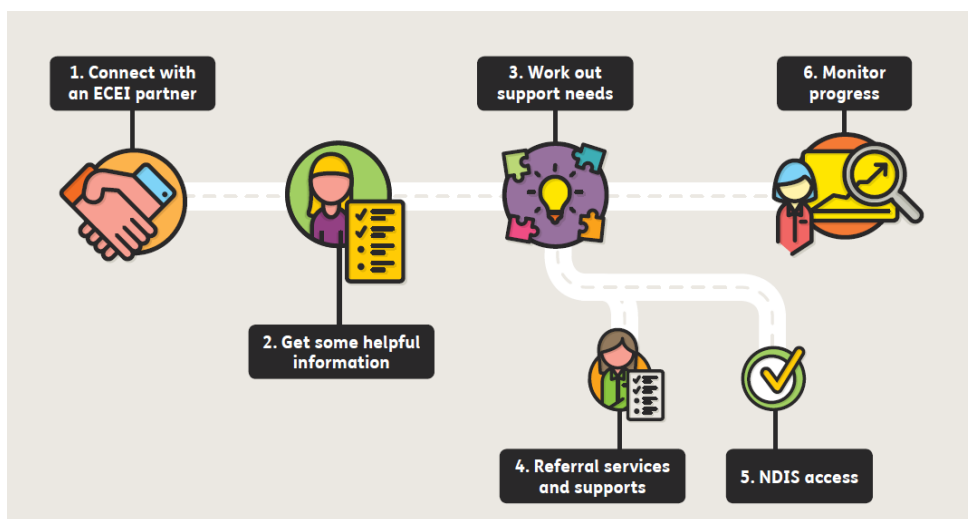 1. Connect with
an ECEI partner
2. Get some helpful
information
3. Work out
support needs
4. Referral services
and supports
5. NDIS access
6. Monitor
progress